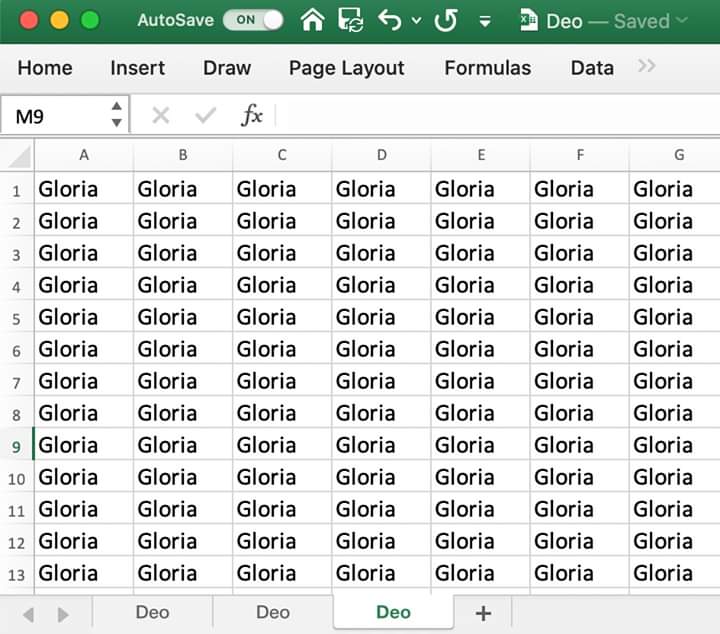 AutoSave ON Deo — Saved
Home Insert Draw Page Layout Formulas Data
M9 fx
A B C D E F G
1 Gloria Gloria Gloria Gloria Gloria Gloria Gloria
2 Gloria Gloria Gloria Gloria Gloria Gloria Gloria
3 Gloria Gloria Gloria Gloria Gloria Gloria Gloria
4 Gloria Gloria Gloria Gloria Gloria Gloria Gloria
5 Gloria Gloria Gloria Gloria Gloria Gloria Gloria
6 Gloria Gloria Gloria Gloria Gloria Gloria Gloria
7 Gloria Gloria Gloria Gloria Gloria Gloria Gloria
8 Gloria Gloria Gloria Gloria Gloria Gloria Gloria
9 Gloria Gloria Gloria Gloria Gloria Gloria Gloria
10 Gloria Gloria Gloria Gloria Gloria Gloria Gloria
11 Gloria Gloria Gloria Gloria Gloria Gloria Gloria
12 Gloria Gloria Gloria Gloria Gloria Gloria Gloria
13 Gloria Gloria Gloria Gloria Gloria Gloria Gloria
Deo Deo Deo +